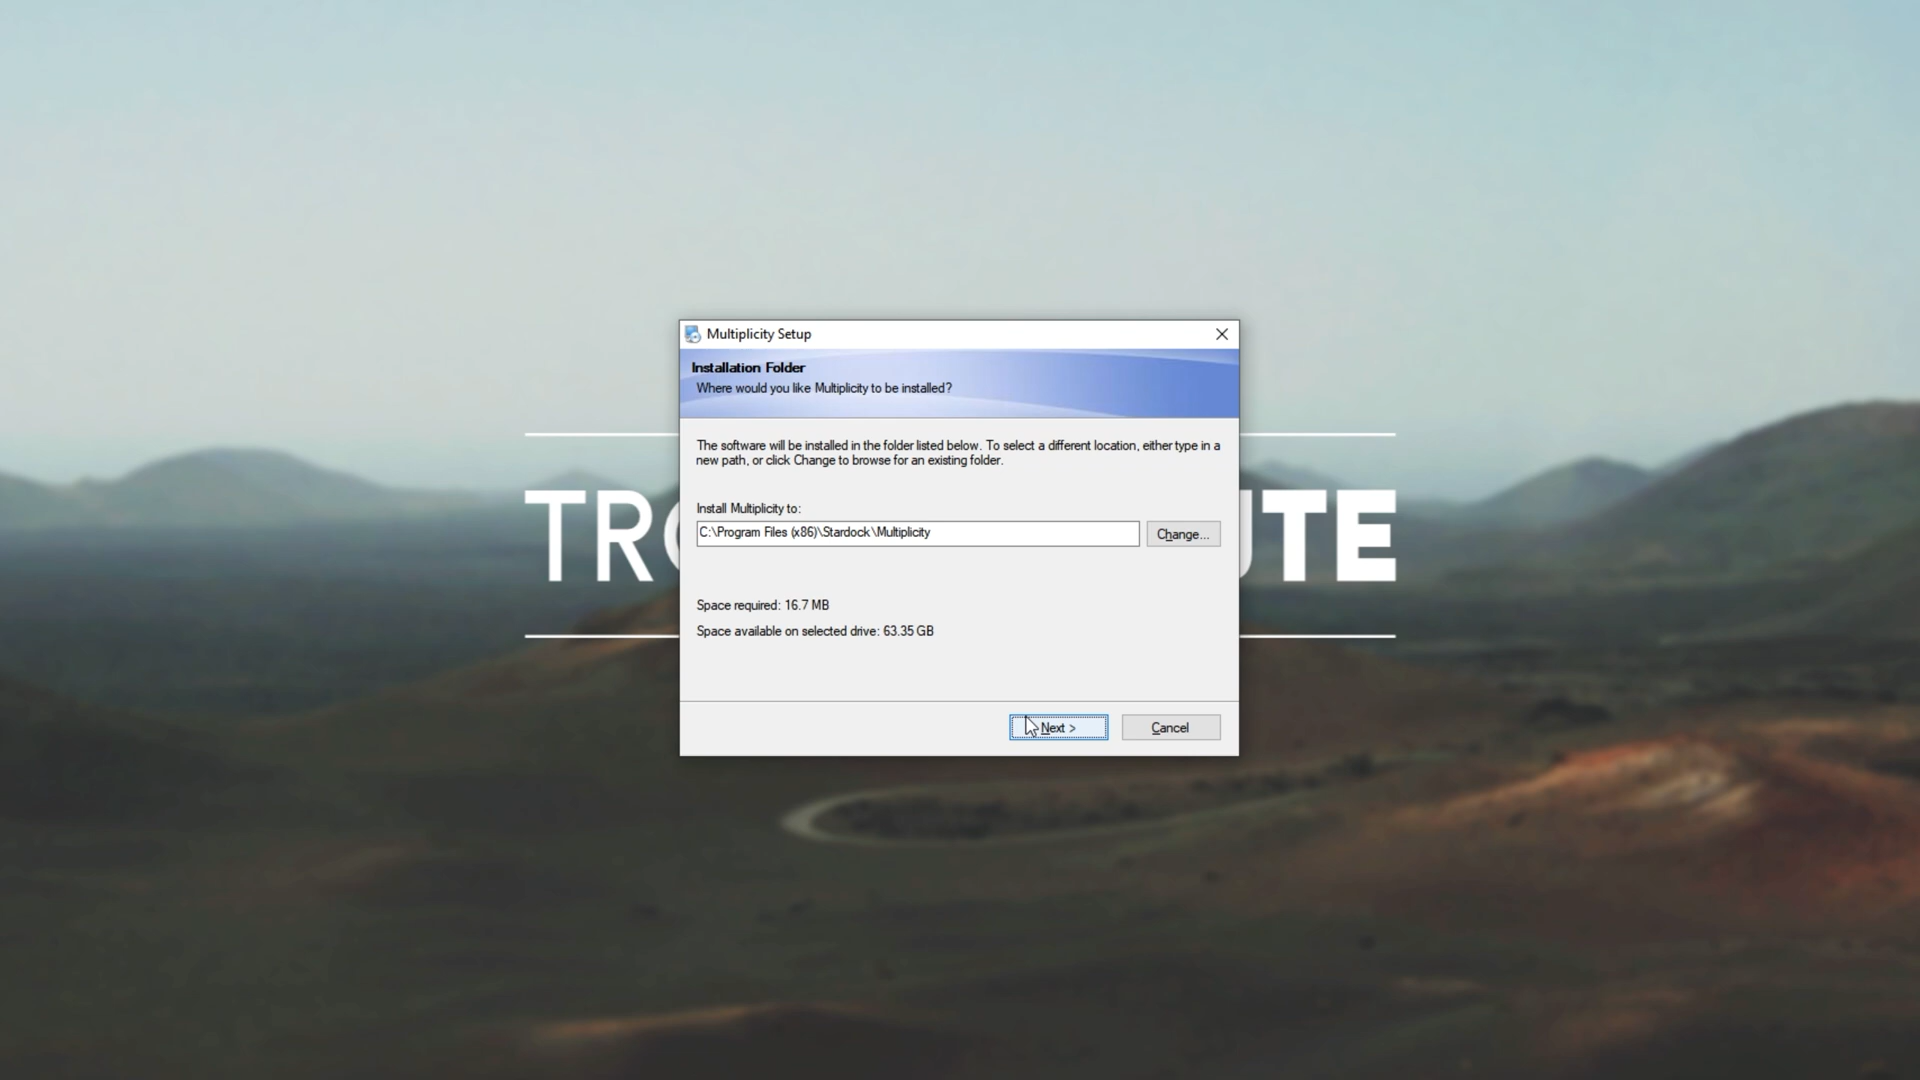 Multiplicity Setup
Installation Folder
Where would you like Multiplicity to be installed?
The software will be installed in the folder listed below. To select a different location, either type in a
new path, or click Change to browse for an existing folder.
Install Multiplicity to:
C:\Program Files (x86)\Stardock\Multiplicity
Change...
Space required: 16.7 MB
Space available on selected drive: 63.35 GB
Next >
Cancel